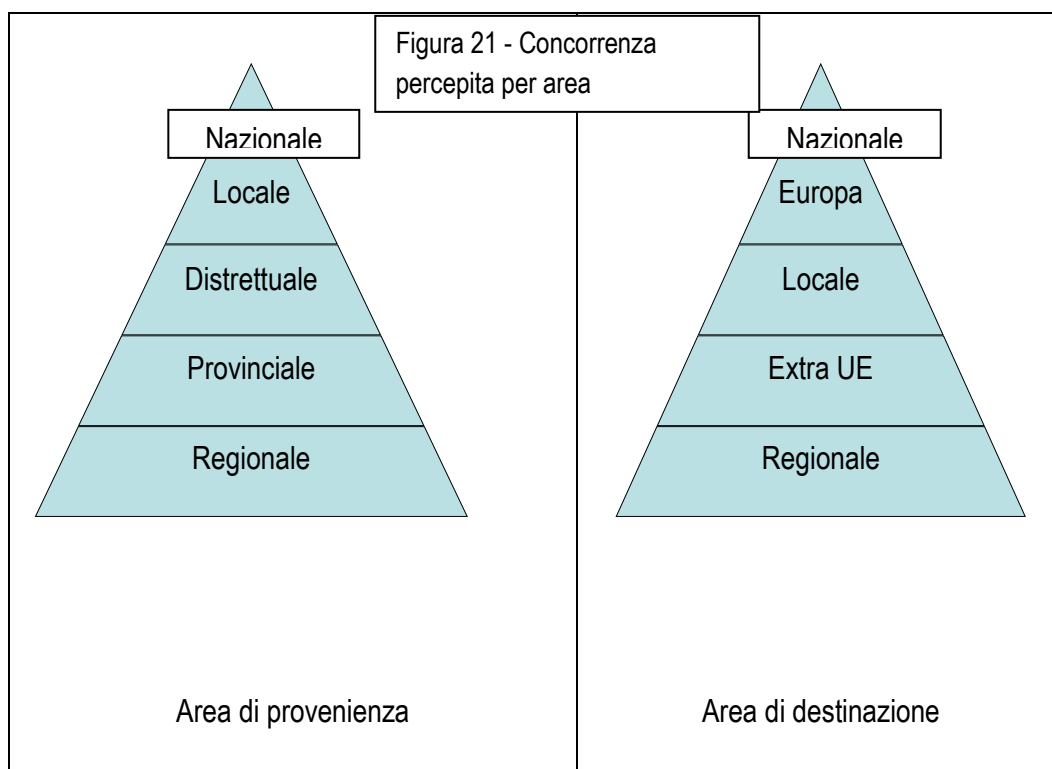 Figura 21 - Concorrenza
percepita per area
Nazionale
Locale
Distrettuale
Provinciale
Regionale
Area di provenienza
Nazionale
Europa
Locale
Extra UE
Regionale
Area di destinazione